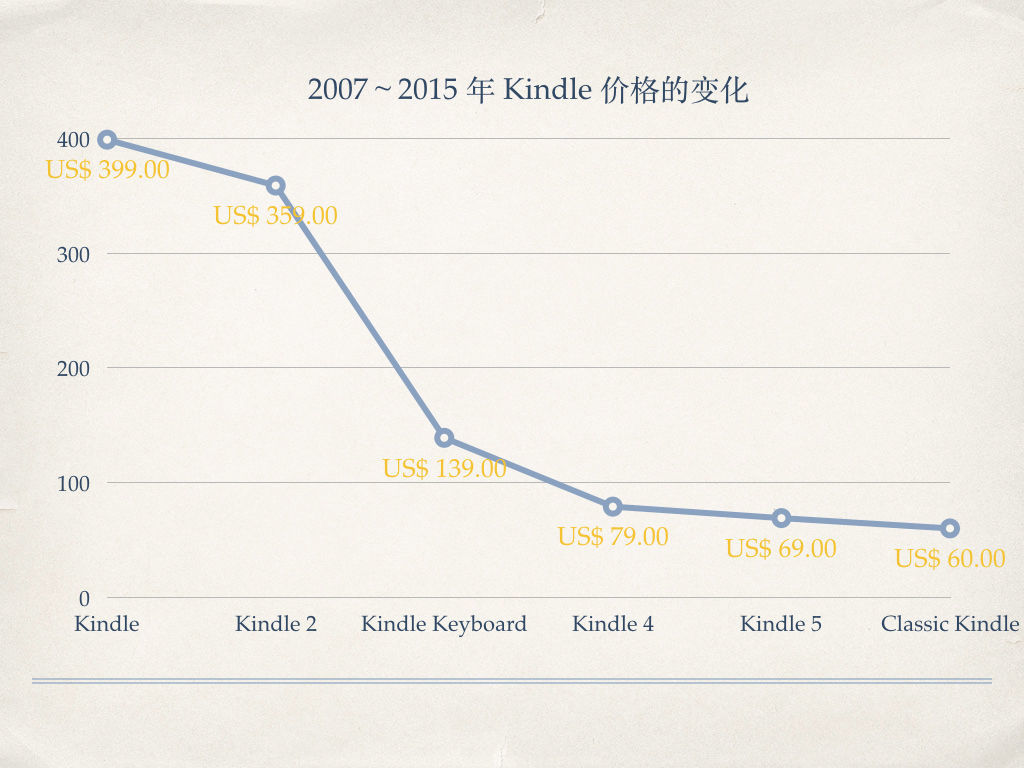 2007 ~ 2015 年 Kindle 价格的变化
400
US$ 399.00
US$ 359.00
300
200
US$ 139.00
100
US$ 79.00
US$ 69.00
US$ 60.00
0
Kindle
Kindle 2
Kindle Keyboard
Kindle 4
Kindle 5
Classic Kindle